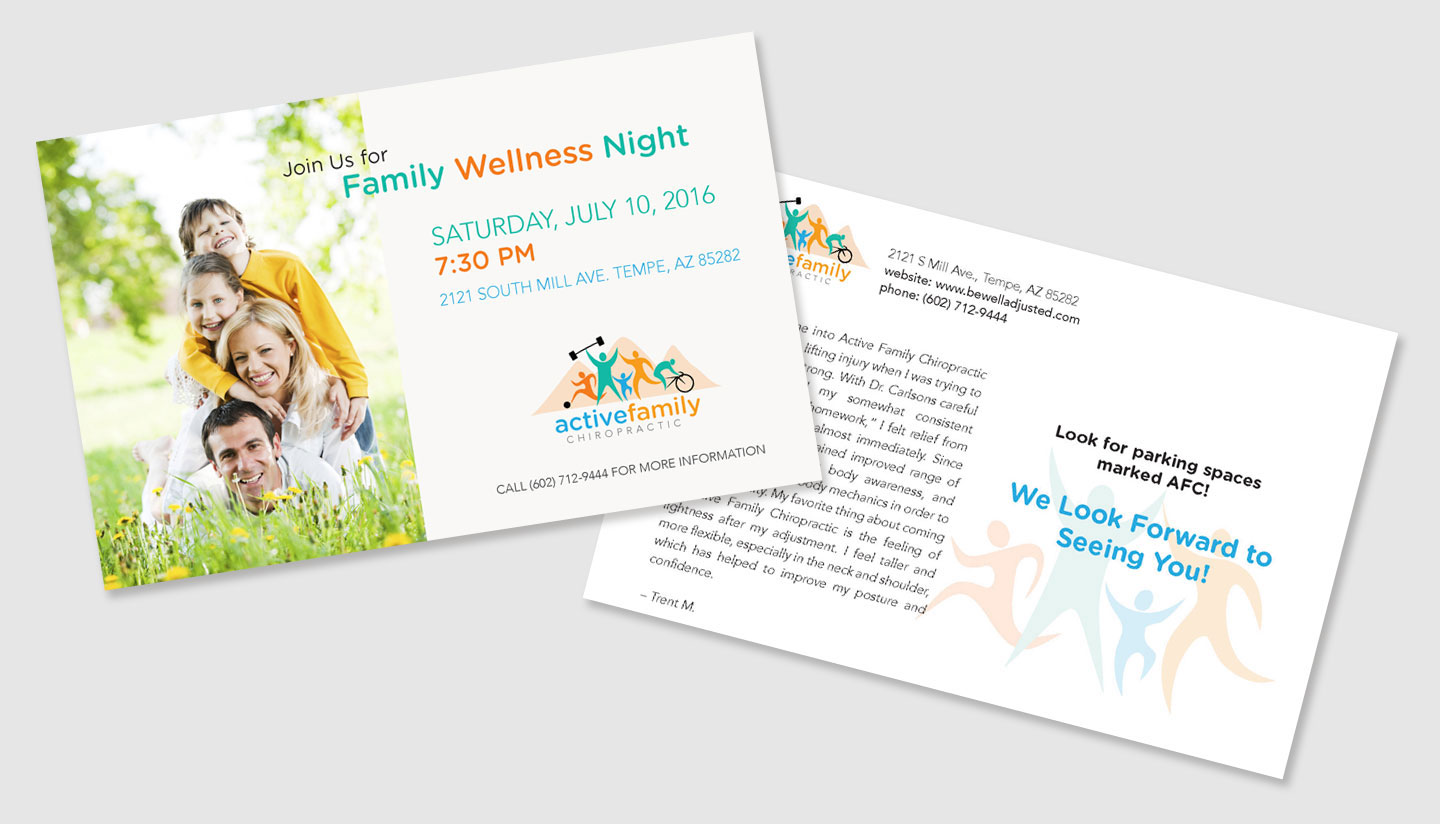 Join Us for
Family Wellness Night
SATURDAY, JULY 10, 2016
7:30 PM
2121 SOUTH MILL AVE. TEMPE, AZ 85282
activefamily
CHIROPRACTIC
CALL (602) 712-9444 FOR MORE INFORMATION
family
2121 S Mill Ave., Tempe, AZ 85282
website: www.bewelladjusted.com
phone: (602) 712-9444
into Active Family Chiropractic
lifting injury when I was trying to
With Dr. Carlsons careful
my somewhat consistent
homework,” I felt relief from
almost immediately. Since
improved range of
body awareness, and
My favorite thing about coming
body mechanics in order to
Family Chiropractic is the feeling of
lightness after my adjustment. I feel taller and
more flexible, especially in the neck and shoulder,
which has helped to improve my posture and
confidence.
– Trent M.
Look for parking spaces
marked AFC!
We Look Forward to
Seeing You!